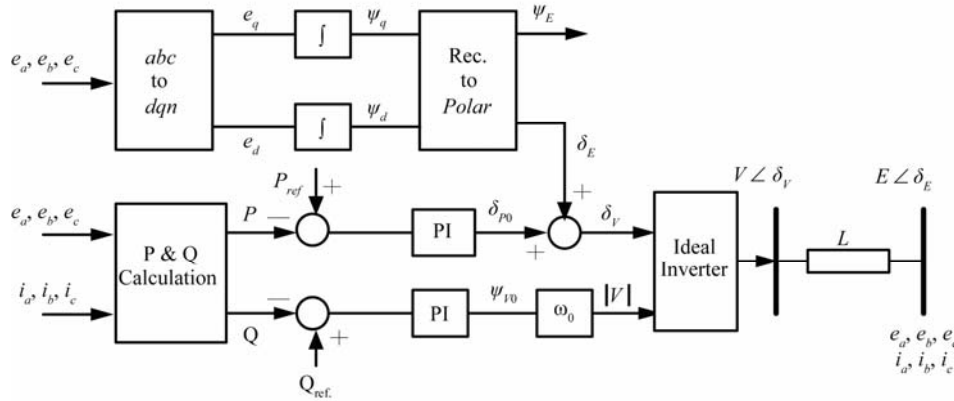 e_q
∫
ψ_q
ψ_E
e_a, e_b, e_c
abc
to
dqn
Rec.
to
Polar
e_d
∫
ψ_d
δ_E
P_ref
+
+
V∠δ_V
E∠δ_E
e_a, e_b, e_c
P
−
PI
δ_P0
+
δ_V
P & Q
Calculation
Ideal
Inverter
L
i_a, i_b, i_c
Q
−
+
PI
ψ_V0
ω_0
|V|
Q_ref.
e_a, e_b, e_c
i_a, i_b, i_c